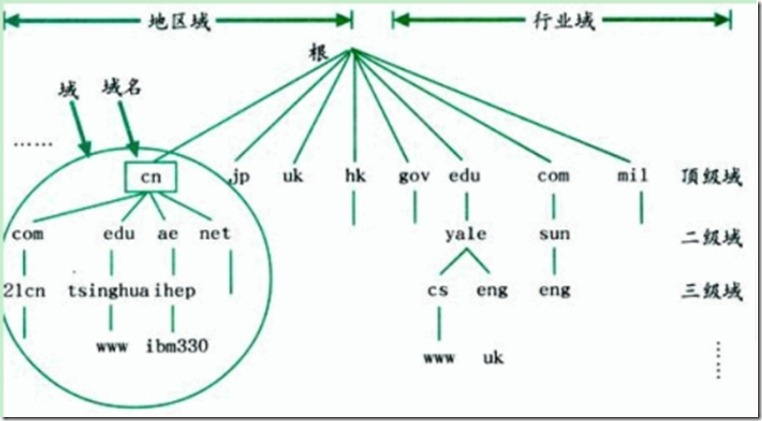 地区域 行业域
根
域 域名
……
cn jp uk hk gov edu com mil 顶级域
com edu ae net yale sun 二级域
21cn tsinghua ihep cs eng eng 三级域
www ibm330 www uk